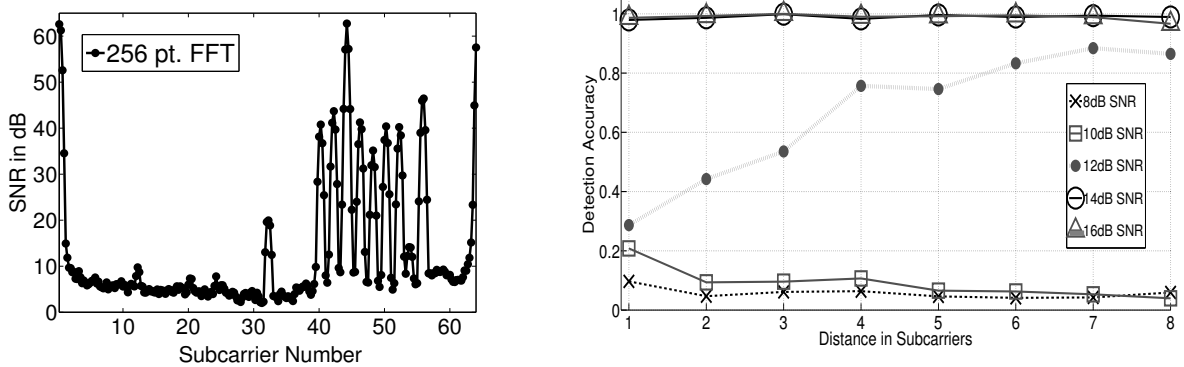 60
50
40
30
20
10
0
SNR in dB
256 pt. FFT
10 20 30 40 50 60
Subcarrier Number
1
0.8
0.6
0.4
0.2
0
Detection Accuracy
8dB SNR
10dB SNR
12dB SNR
14dB SNR
16dB SNR
1 2 3 4 5 6 7 8
Distance in Subcarriers